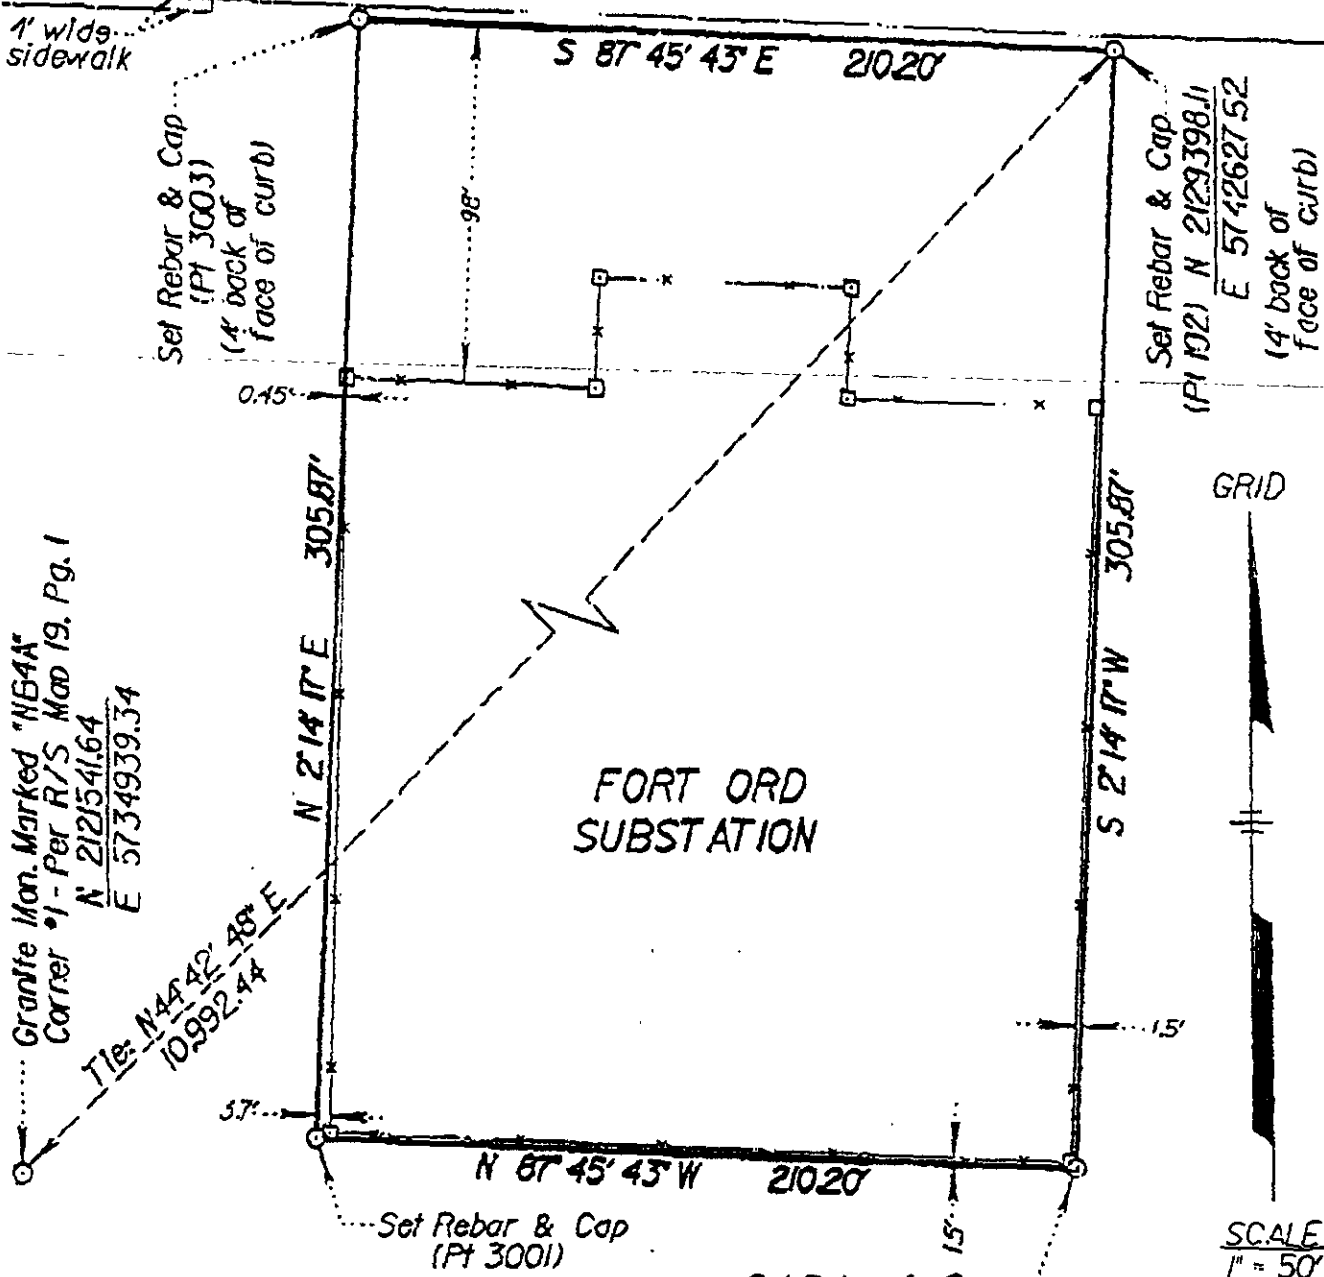 1' wide
sidewalk
S 87° 45' 43" E 210.20'
Set Rebar & Cap
(Pt 3003)
(4' back of
face of curb)
98'
Set Rebar & Cap
(Pt 102) N 2129398.11
E 5742627.52
(4' back of
face of curb)
0.45'
305.87'
N 2° 14' 17" E
305.87'
S 2° 14' 17" W
GRID
Granite Mon. Marked
Corner #1 - Per R/S Map 19, Pg. 1
N 2121541.64
E 5734939.34
FORT ORD
SUBSTATION
Tie: N44° 42' 48" E
10,992.44
1.5'
N 87° 45' 43" W 210.20'
1.5'
Set Rebar & Cap
(Pt 3001)
SCALE
1" = 50'